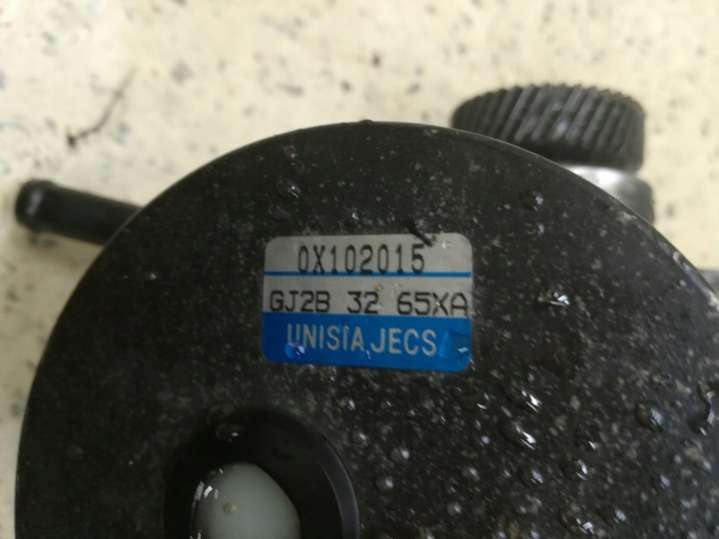 0X102015
GJ2B 32 65XA
UNISIA JECS